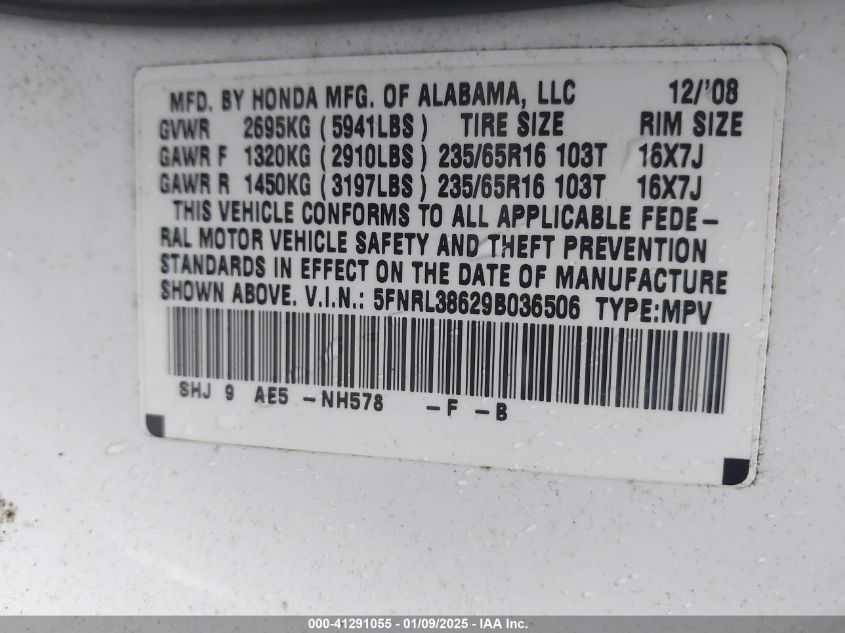 MFD. BY HONDA MFG. OF ALABAMA, LLC 12/'08
GVWR 2695KG (5941LBS) TIRE SIZE RIM SIZE
GAWR F 1320KG (2910LBS) 235/65R16 103T 16X7J
GAWR R 1450KG (3197LBS) 235/65R16 103T 16X7J
THIS VEHICLE CONFORMS TO ALL APPLICABLE FEDE-
RAL MOTOR VEHICLE SAFETY AND THEFT PREVENTION
STANDARDS IN EFFECT ON THE DATE OF MANUFACTURE
SHOWN ABOVE. V.I.N.: 5FNRL38629B036506 TYPE:MPV
SHJ 9 AE5 -NH578 -F -B
000-41291055 - 01/09/2025 - IAA Inc.